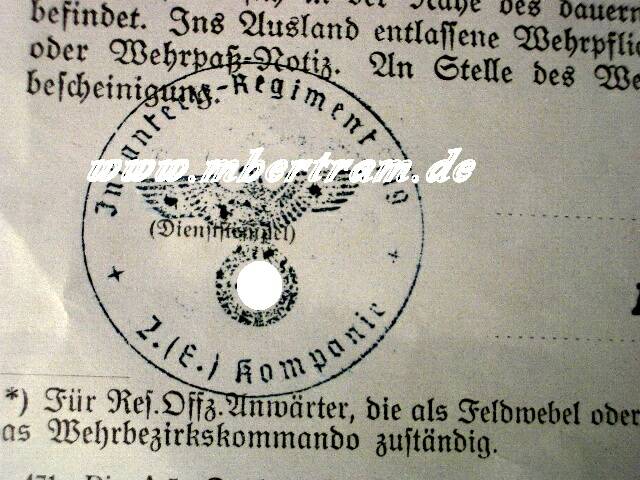 befindet. Ins Ausland entlassene Wehrpflic
oder Wehrpaß-Notiz. An Stelle des We
bescheinigung.
Infanterie-Regiment
www.mbertram.de
(Dienststempel)
2.(E.) Kompanie
*) Für Res.Offz.Anwärter, die als Feldwebel oder
as Wehrbezirkskommando zuständig.